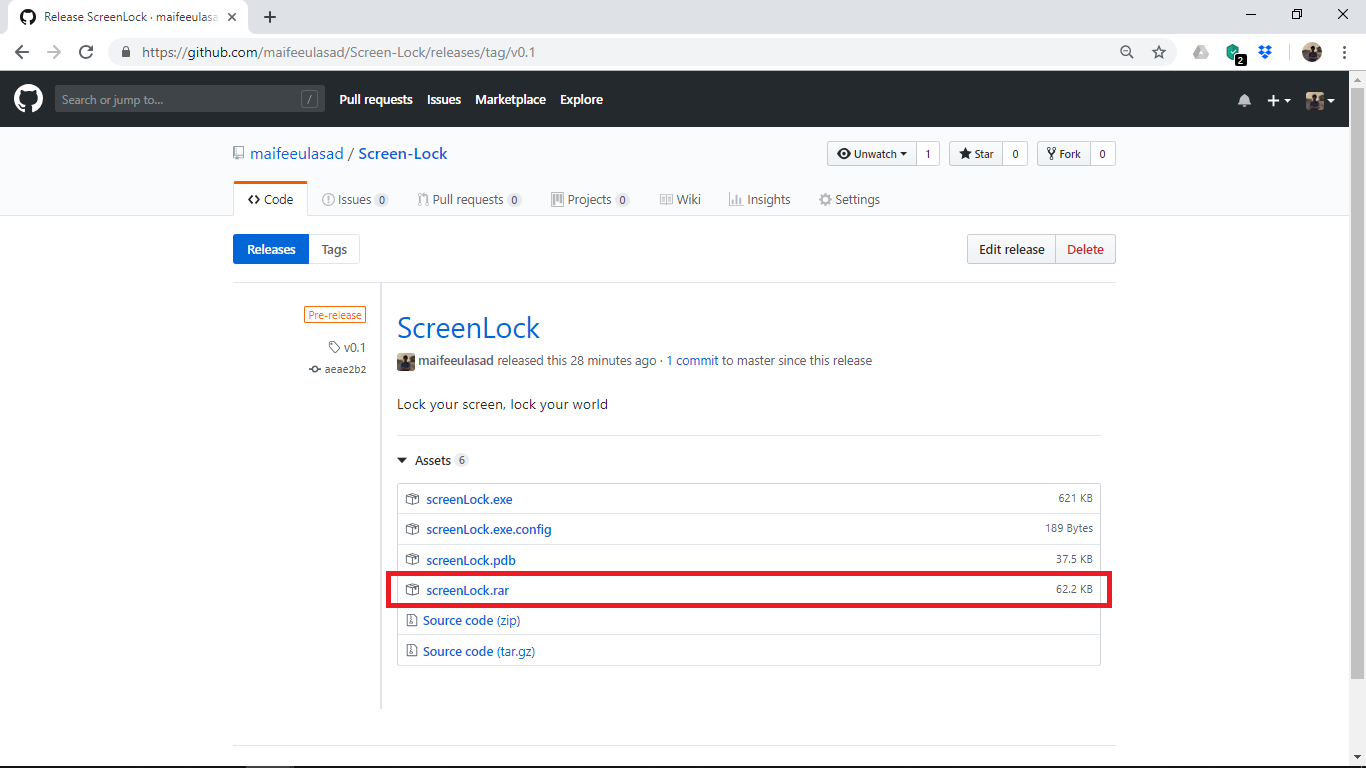 Release ScreenLock · maifeeulasa
https://github.com/maifeeulasad/Screen-Lock/releases/tag/v0.1
2
Search or jump to... /
Pull requests Issues Marketplace Explore
maifeeulasad / Screen-Lock
Unwatch 1 Star 0 Fork 0
Code Issues 0 Pull requests 0 Projects 0 Wiki Insights Settings
Releases Tags Edit release Delete
Pre-release
v0.1
aeae2b2
ScreenLock
maifeeulasad released this 28 minutes ago · 1 commit to master since this release
Lock your screen, lock your world
Assets 6
screenLock.exe 621 KB
screenLock.exe.config 189 Bytes
screenLock.pdb 37.5 KB
screenLock.rar 62.2 KB
Source code (zip)
Source code (tar.gz)